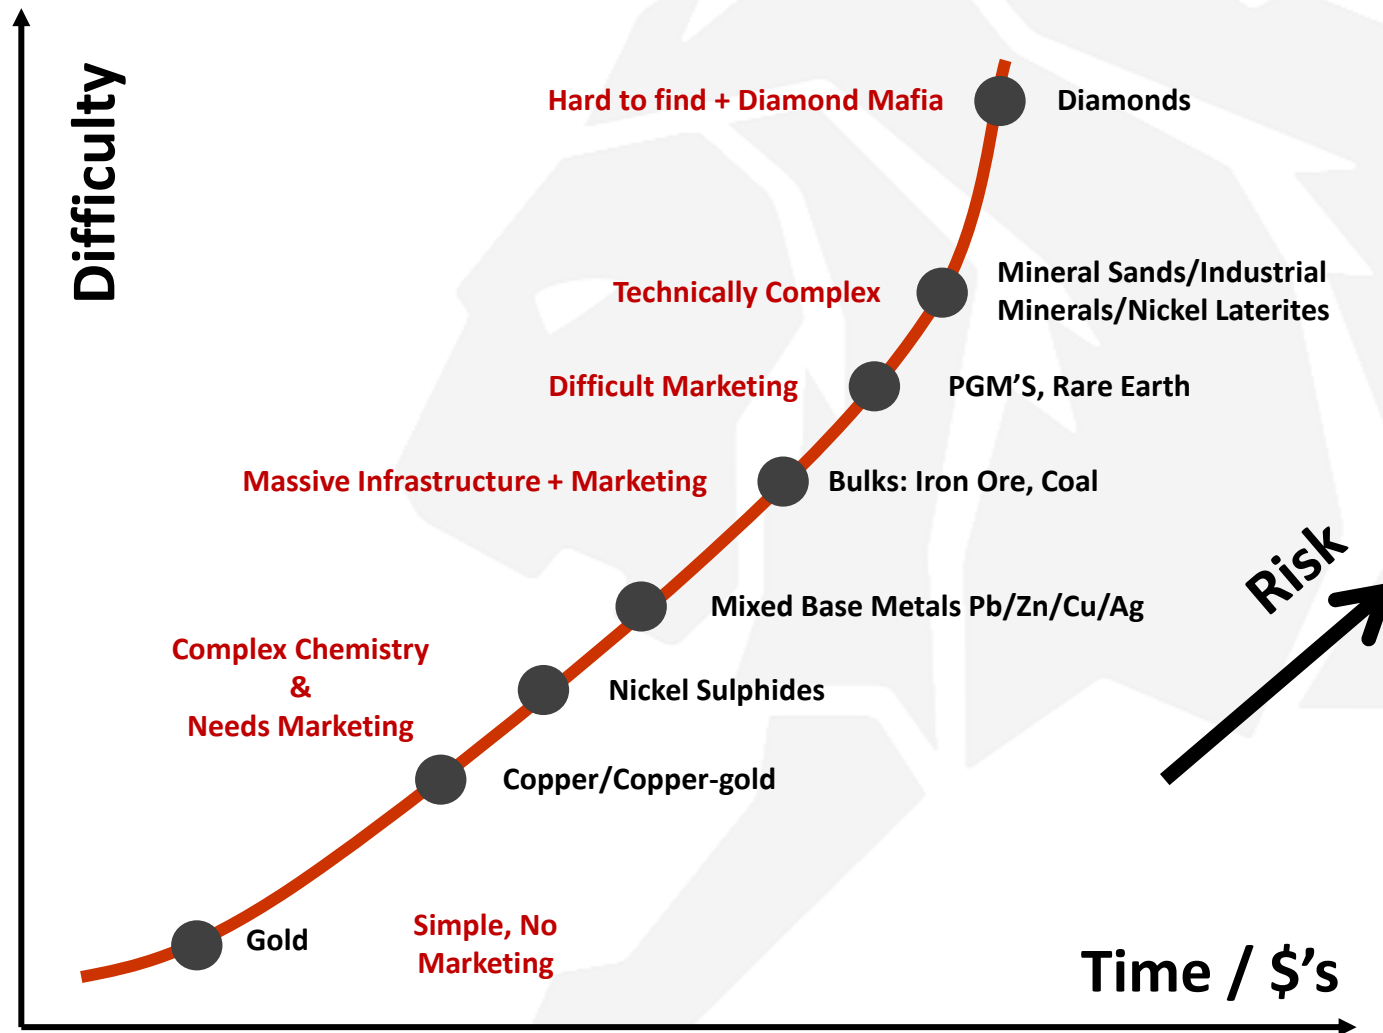 Difficulty
Hard to find + Diamond Mafia
Diamonds
Technically Complex
Mineral Sands/Industrial
Minerals/Nickel Laterites
Difficult Marketing
PGM’S, Rare Earth
Massive Infrastructure + Marketing
Bulks: Iron Ore, Coal
Risk
Mixed Base Metals Pb/Zn/Cu/Ag
Complex Chemistry
&
Needs Marketing
Nickel Sulphides
Copper/Copper-gold
Gold
Simple, No
Marketing
Time / $’s